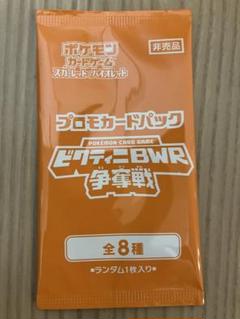 ポケモン
カードゲーム
スカーレット バイオレット
非売品
プロモカードパック
POKÉMON CARD GAME
ビクティニBWR
争奪戦
全8種
*ランダム1枚入り*